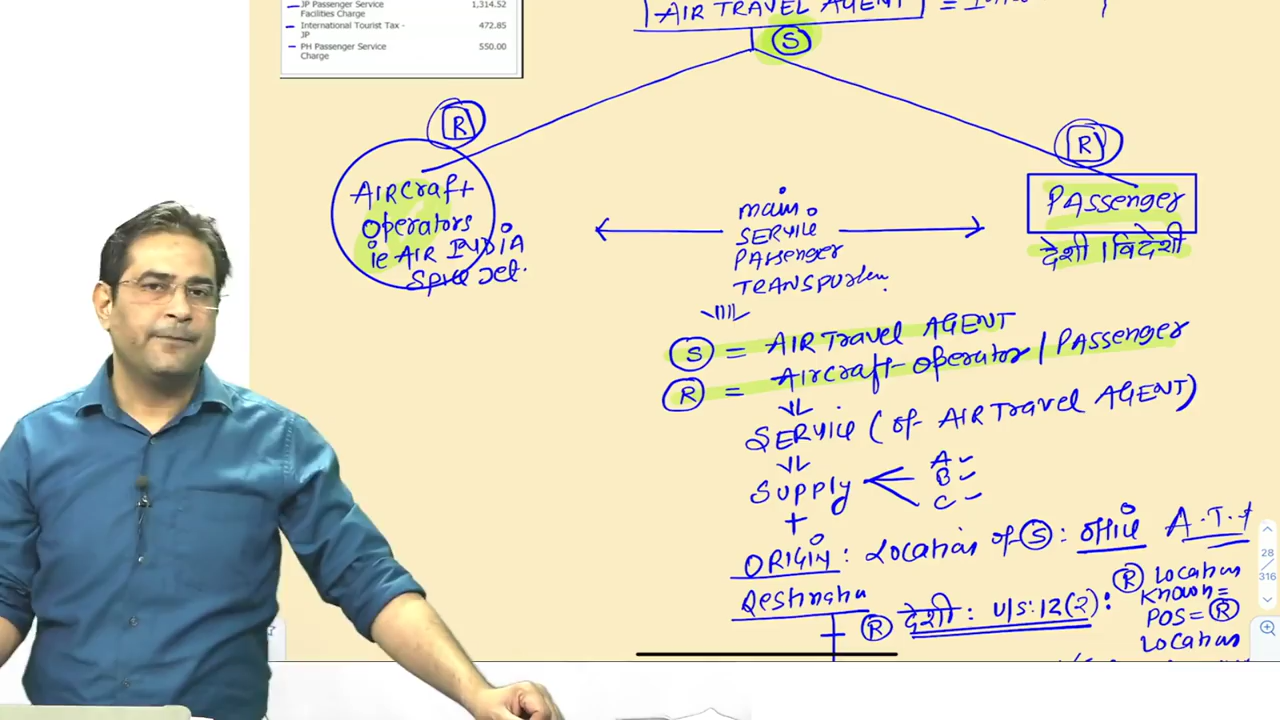 JP Passenger Service
Facilities Charge
1,314.52
International Tourist Tax -
JP
472.85
PH Passenger Service
Charge
550.00
AIR TRAVEL AGENT =
S
R
R
AIRcraft
operators
ie AIR INDIA
Spice Jet.
main
SERVICE
PASSenger
TRANSPORtn.
PASSenger
देशी । विदेशी
S = AIR Travel AGENT
R = Aircraft operator / PASSenger
SERVICE (of AIR Travel AGENT)
Supply
A
B
C
+
ORIGIN: Location of S: office A.T.A
Destination
R देशी: U/S: 12(2):
R Location
Known =
POS = R
Location
28
316